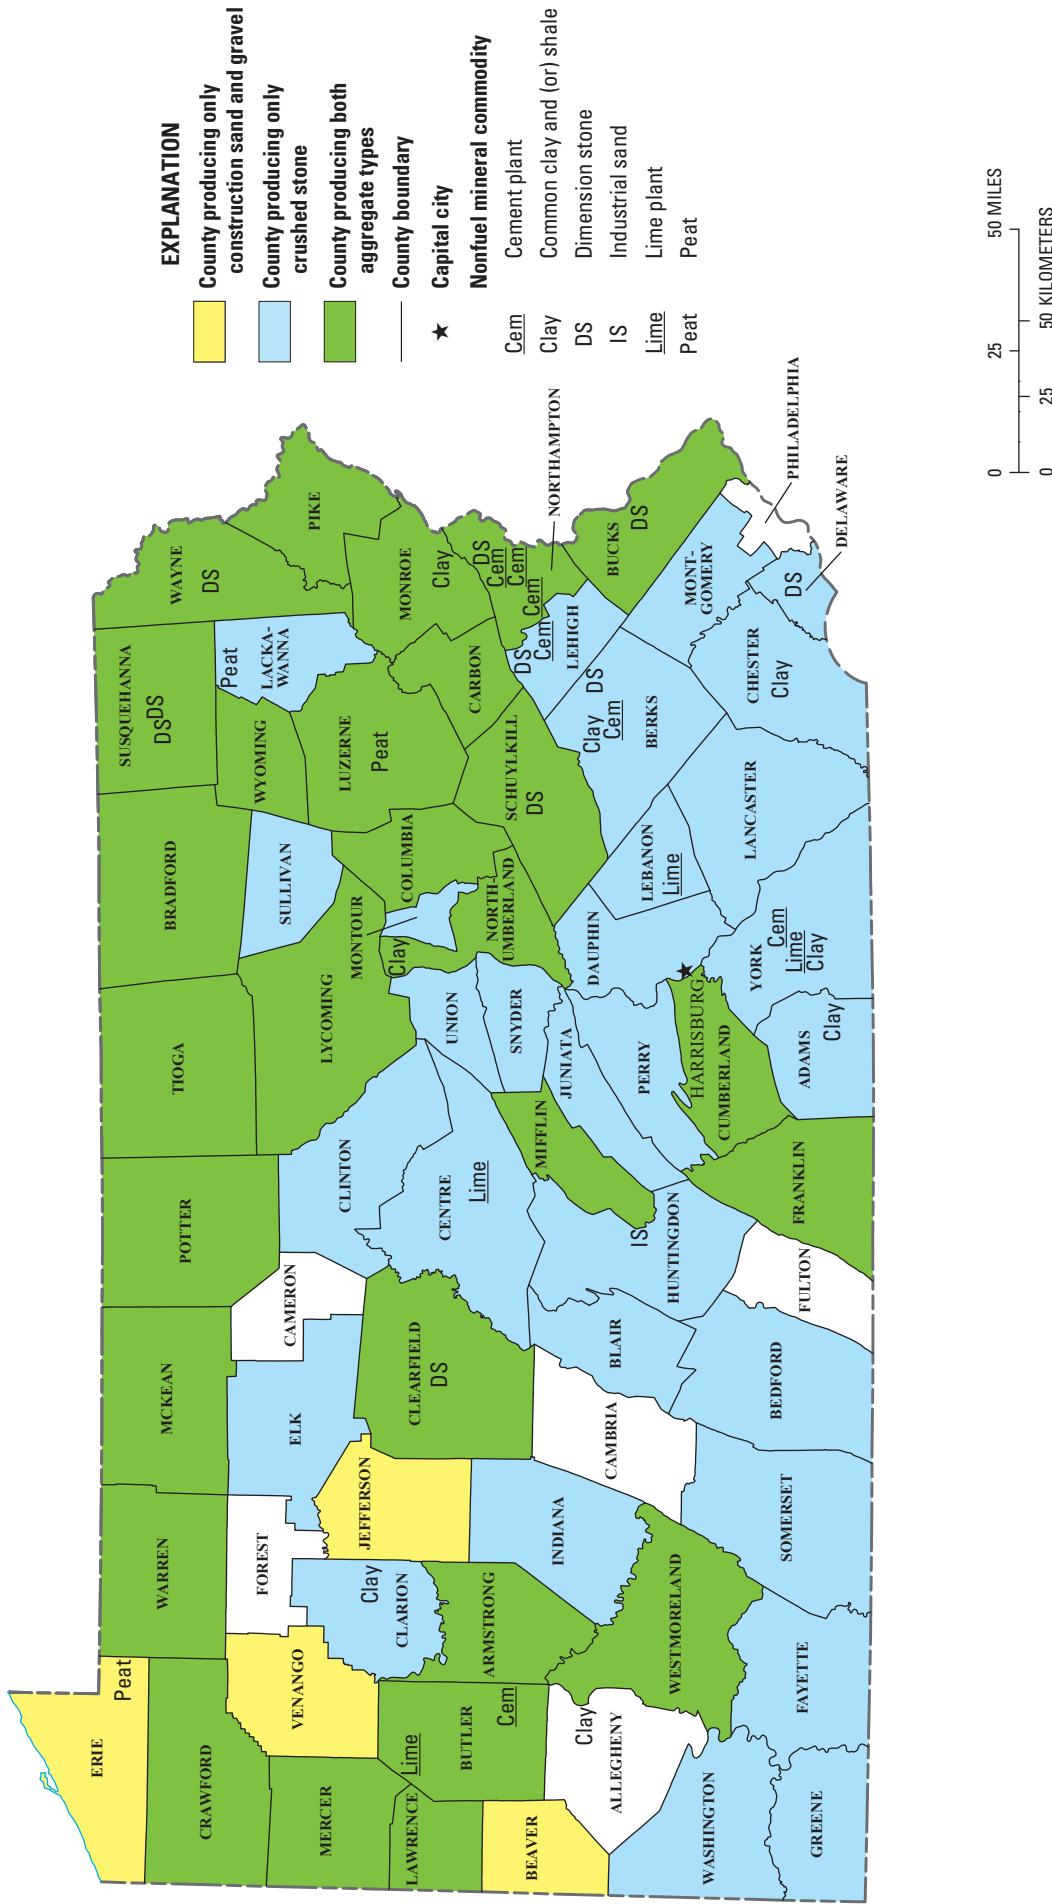 ERIE
Peat
CRAWFORD
WARREN
MCKEAN
POTTER
TIOGA
BRADFORD
SUSQUEHANNA
DS
DS
WAYNE
DS
MERCER
VENANGO
FOREST
ELK
CAMERON
CLINTON
LYCOMING
SULLIVAN
WYOMING
Peat
LACKA-
WANNA
PIKE
LAWRENCE
Lime
BUTLER
Cem
CLARION
Clay
JEFFERSON
CLEARFIELD
DS
CENTRE
Lime
UNION
MONTOUR
Clay
COLUMBIA
LUZERNE
Peat
MONROE
Clay
CARBON
BEAVER
ARMSTRONG
INDIANA
SNYDER
NORTH-
UMBERLAND
SCHUYLKILL
DS
DS
Cem
Cem
Cem
NORTHAMPTON
DS
Cem
LEHIGH
ALLEGHENY
Clay
WESTMORELAND
CAMBRIA
BLAIR
HUNTINGDON
IS
MIFFLIN
JUNIATA
PERRY
DAUPHIN
LEBANON
Lime
BERKS
Clay
Cem
DS
BUCKS
DS
WASHINGTON
GREENE
FAYETTE
SOMERSET
BEDFORD
FULTON
FRANKLIN
HARRISBURG
CUMBERLAND
ADAMS
Clay
YORK
Cem
Lime
Clay
LANCASTER
CHESTER
Clay
MONT-
GOMERY
DS
PHILADELPHIA
DELAWARE
EXPLANATION
County producing only
construction sand and gravel
County producing only
crushed stone
County producing both
aggregate types
County boundary
Capital city
Nonfuel mineral commodity
Cem Cement plant
Clay Common clay and (or) shale
DS Dimension stone
IS Industrial sand
Lime Lime plant
Peat Peat
0 25 50 MILES
0 25 50 KILOMETERS